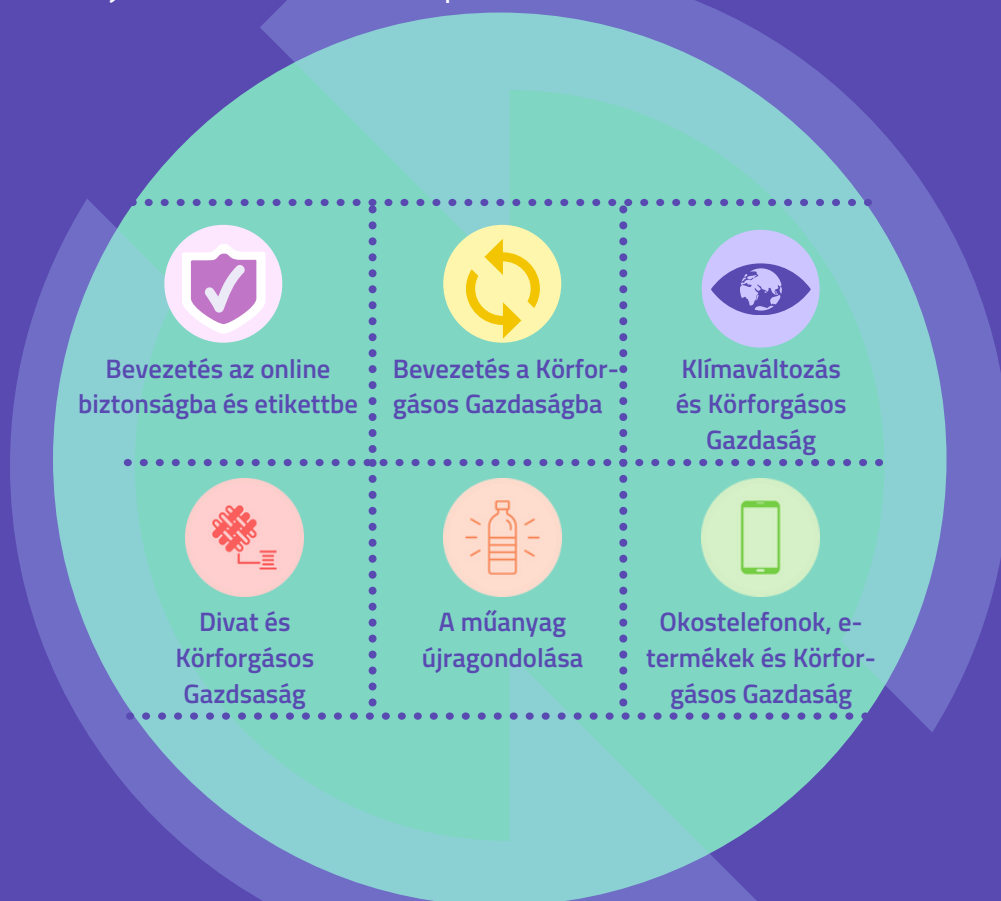 Bevezetés az online
biztonságba és etikettbe
Bevezetés a Körfor-
gásos Gazdaságba
Klímaváltozás
és Körforgásos
Gazdaság
Divat és
Körforgásos
Gazdsaság
A műanyag
újragondolása
Okostelefonok, e-
termékek és Körfor-
gásos Gazdaság